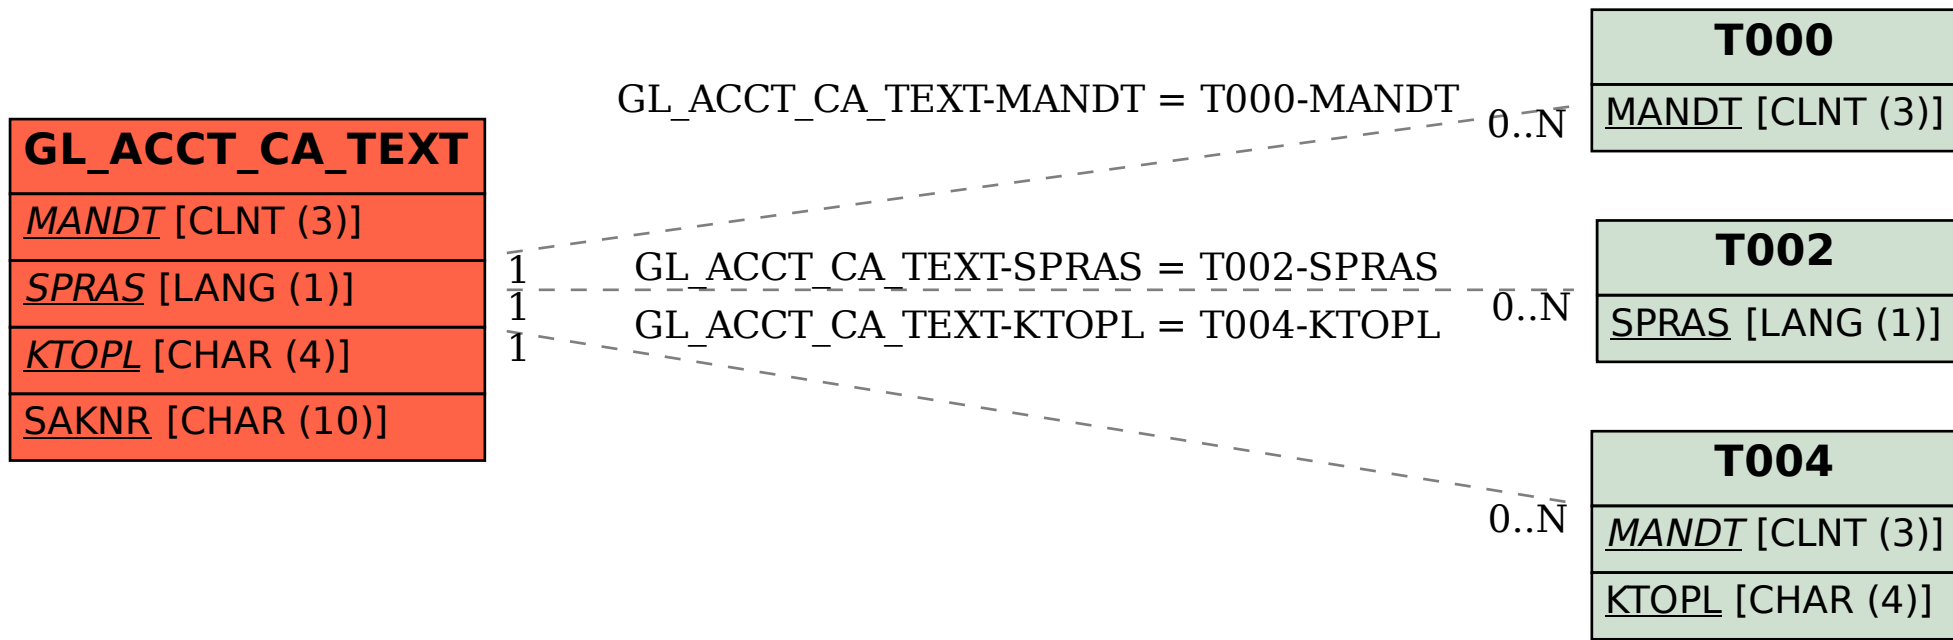 GL_ACCT_CA_TEXT
MANDT [CLNT (3)]
SPRAS [LANG (1)]
KTOPL [CHAR (4)]
SAKNR [CHAR (10)]
GL_ACCT_CA_TEXT-MANDT = T000-MANDT
0..N
1
GL_ACCT_CA_TEXT-SPRAS = T002-SPRAS
0..N
1
GL_ACCT_CA_TEXT-KTOPL = T004-KTOPL
1
0..N
T000
MANDT [CLNT (3)]
T002
SPRAS [LANG (1)]
T004
MANDT [CLNT (3)]
KTOPL [CHAR (4)]